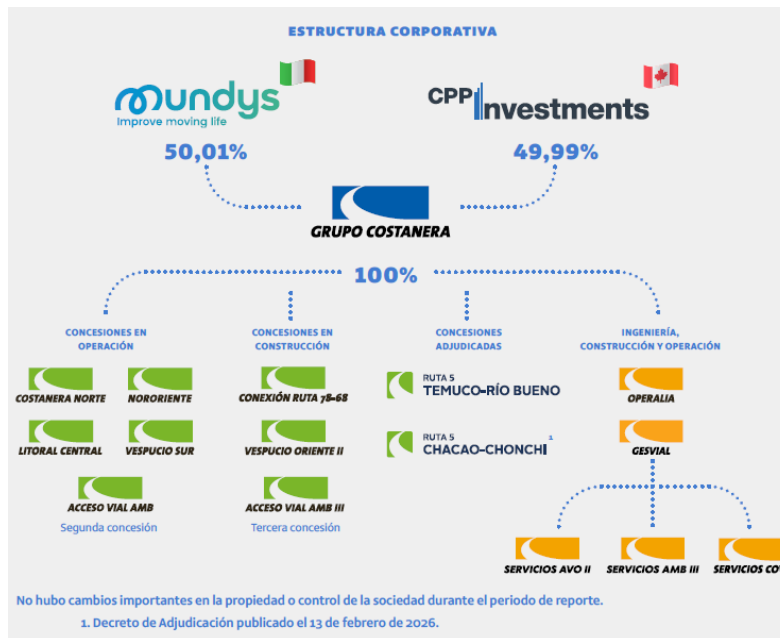 ESTRUCTURA CORPORATIVA
mundys
Improve moving life
50,01%
CPP Investments
49,99%
GRUPO COSTANERA
100%
CONCESIONES EN
OPERACIÓN
COSTANERA NORTE
NORORIENTE
LITORAL CENTRAL
VESPUCIO SUR
ACCESO VIAL AMB
Segunda concesión
CONCESIONES EN
CONSTRUCCIÓN
CONEXIÓN RUTA 78-68
VESPUCIO ORIENTE II
ACCESO VIAL AMB III
Tercera concesión
CONCESIONES
ADJUDICADAS
RUTA 5
TEMUCO-RÍO BUENO
RUTA 5
CHACAO-CHONCHI 1
INGENIERÍA,
CONSTRUCCIÓN Y OPERACIÓN
OPERALIA
GESVIAL
SERVICIOS AVO II
SERVICIOS AMB III
SERVICIOS
No hubo cambios importantes en la propiedad o control de la sociedad durante el periodo de reporte.
1. Decreto de Adjudicación publicado el 13 de febrero de 2026.